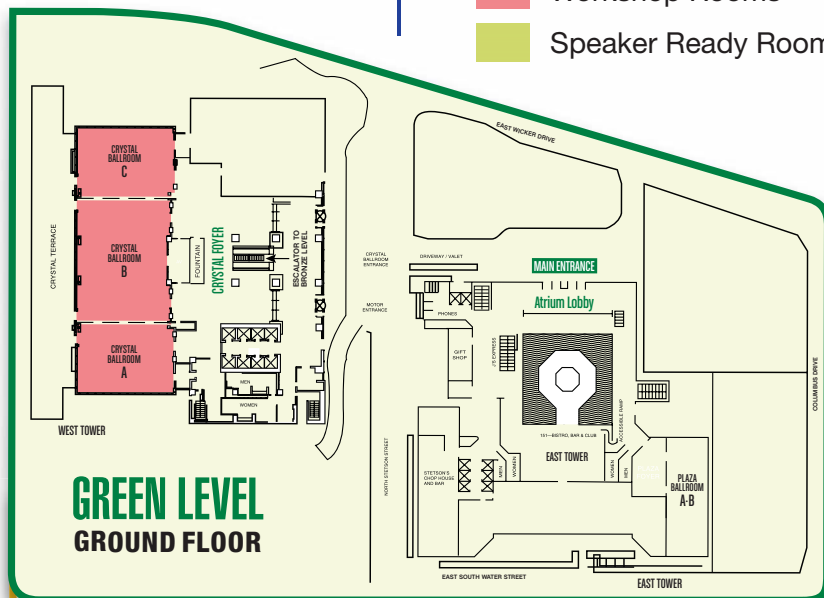 Workshop Rooms
Speaker Ready Room
EAST WICKER DRIVE
CRYSTAL
BALLROOM
C
CRYSTAL TERRACE
CRYSTAL
BALLROOM
B
FOUNTAIN
CRYSTAL FOYER
ESCALATOR TO
BRONZE LEVEL
CRYSTAL
BALLROOM
ENTRANCE
DRIVEWAY / VALET
MAIN ENTRANCE
MOTOR
ENTRANCE
PHONES
Atrium Lobby
CRYSTAL
BALLROOM
A
GIFT
SHOP
J'S EXPRESS
COLUMBUS DRIVE
MEN
WOMEN
ACCESSIBLE RAMP
WEST TOWER
151—BISTRO, BAR & CLUB
EAST TOWER
NORTH STETSON STREET
STETSON'S
CHOP HOUSE
AND BAR
MEN
WOMEN
WOMEN
MEN
PLAZA
BALLROOM
A-B
GREEN LEVEL
GROUND FLOOR
EAST SOUTH WATER STREET
EAST TOWER